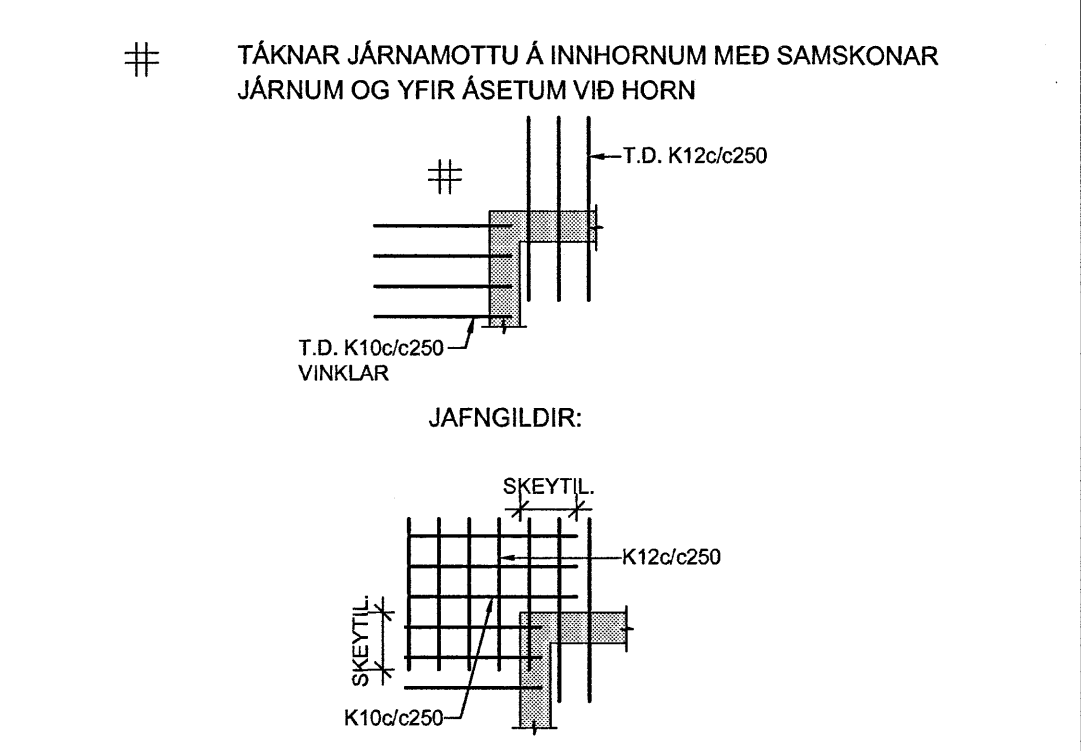 TÁKNAR JÁRNAMOTTU Á INNHORNUM MEÐ SAMSKONAR
JÁRNUM OG YFIR ÁSETUM VIÐ HORN
T.D. K12c/c250
T.D. K10c/c250
VINKLAR
JAFNGILDIR:
SKEYTIL.
K12c/c250
SKEYTIL.
K10c/c250